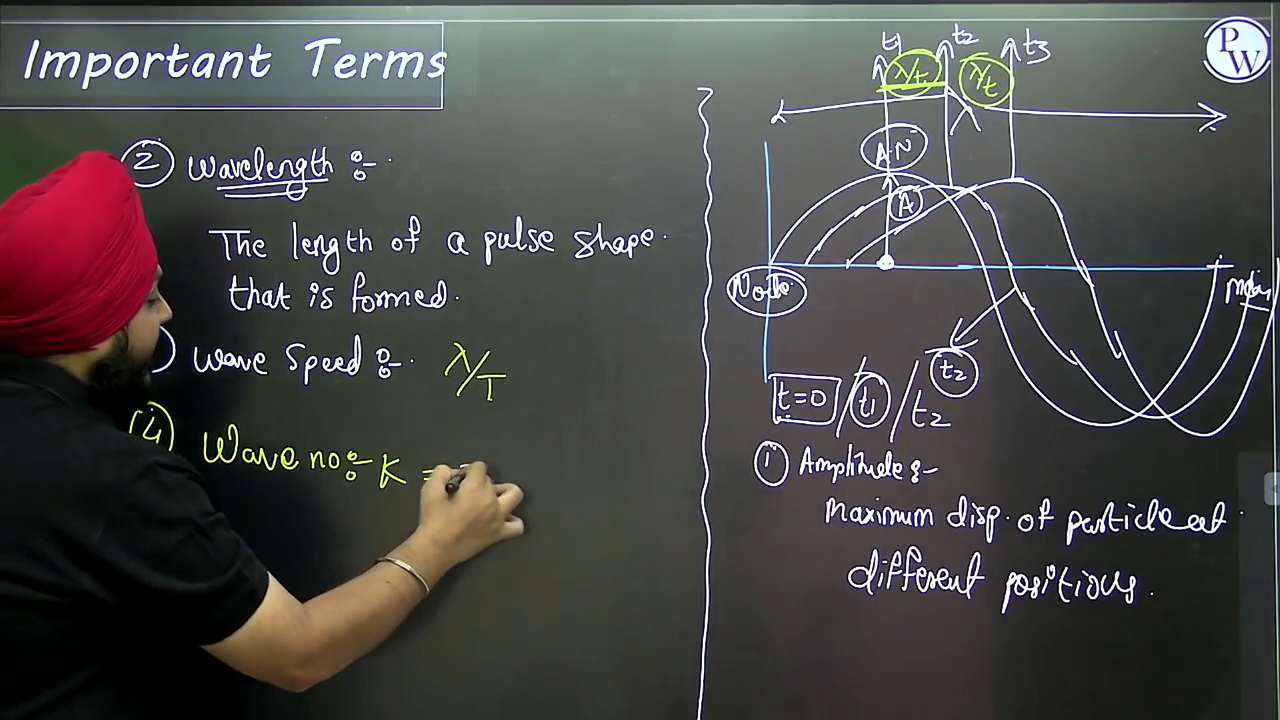 Important Terms
2 Wavelength :-
The length of a pulse shape
that is formed.
Wave Speed :- λ/T
(4) Wave no :- K =
t1 t2 t3
λ/t λ/t
A.N
A
Node
t=0 / t1 / t2
t2
1 Amplitude :-
Maximum disp. of particle at
different positions.
PW